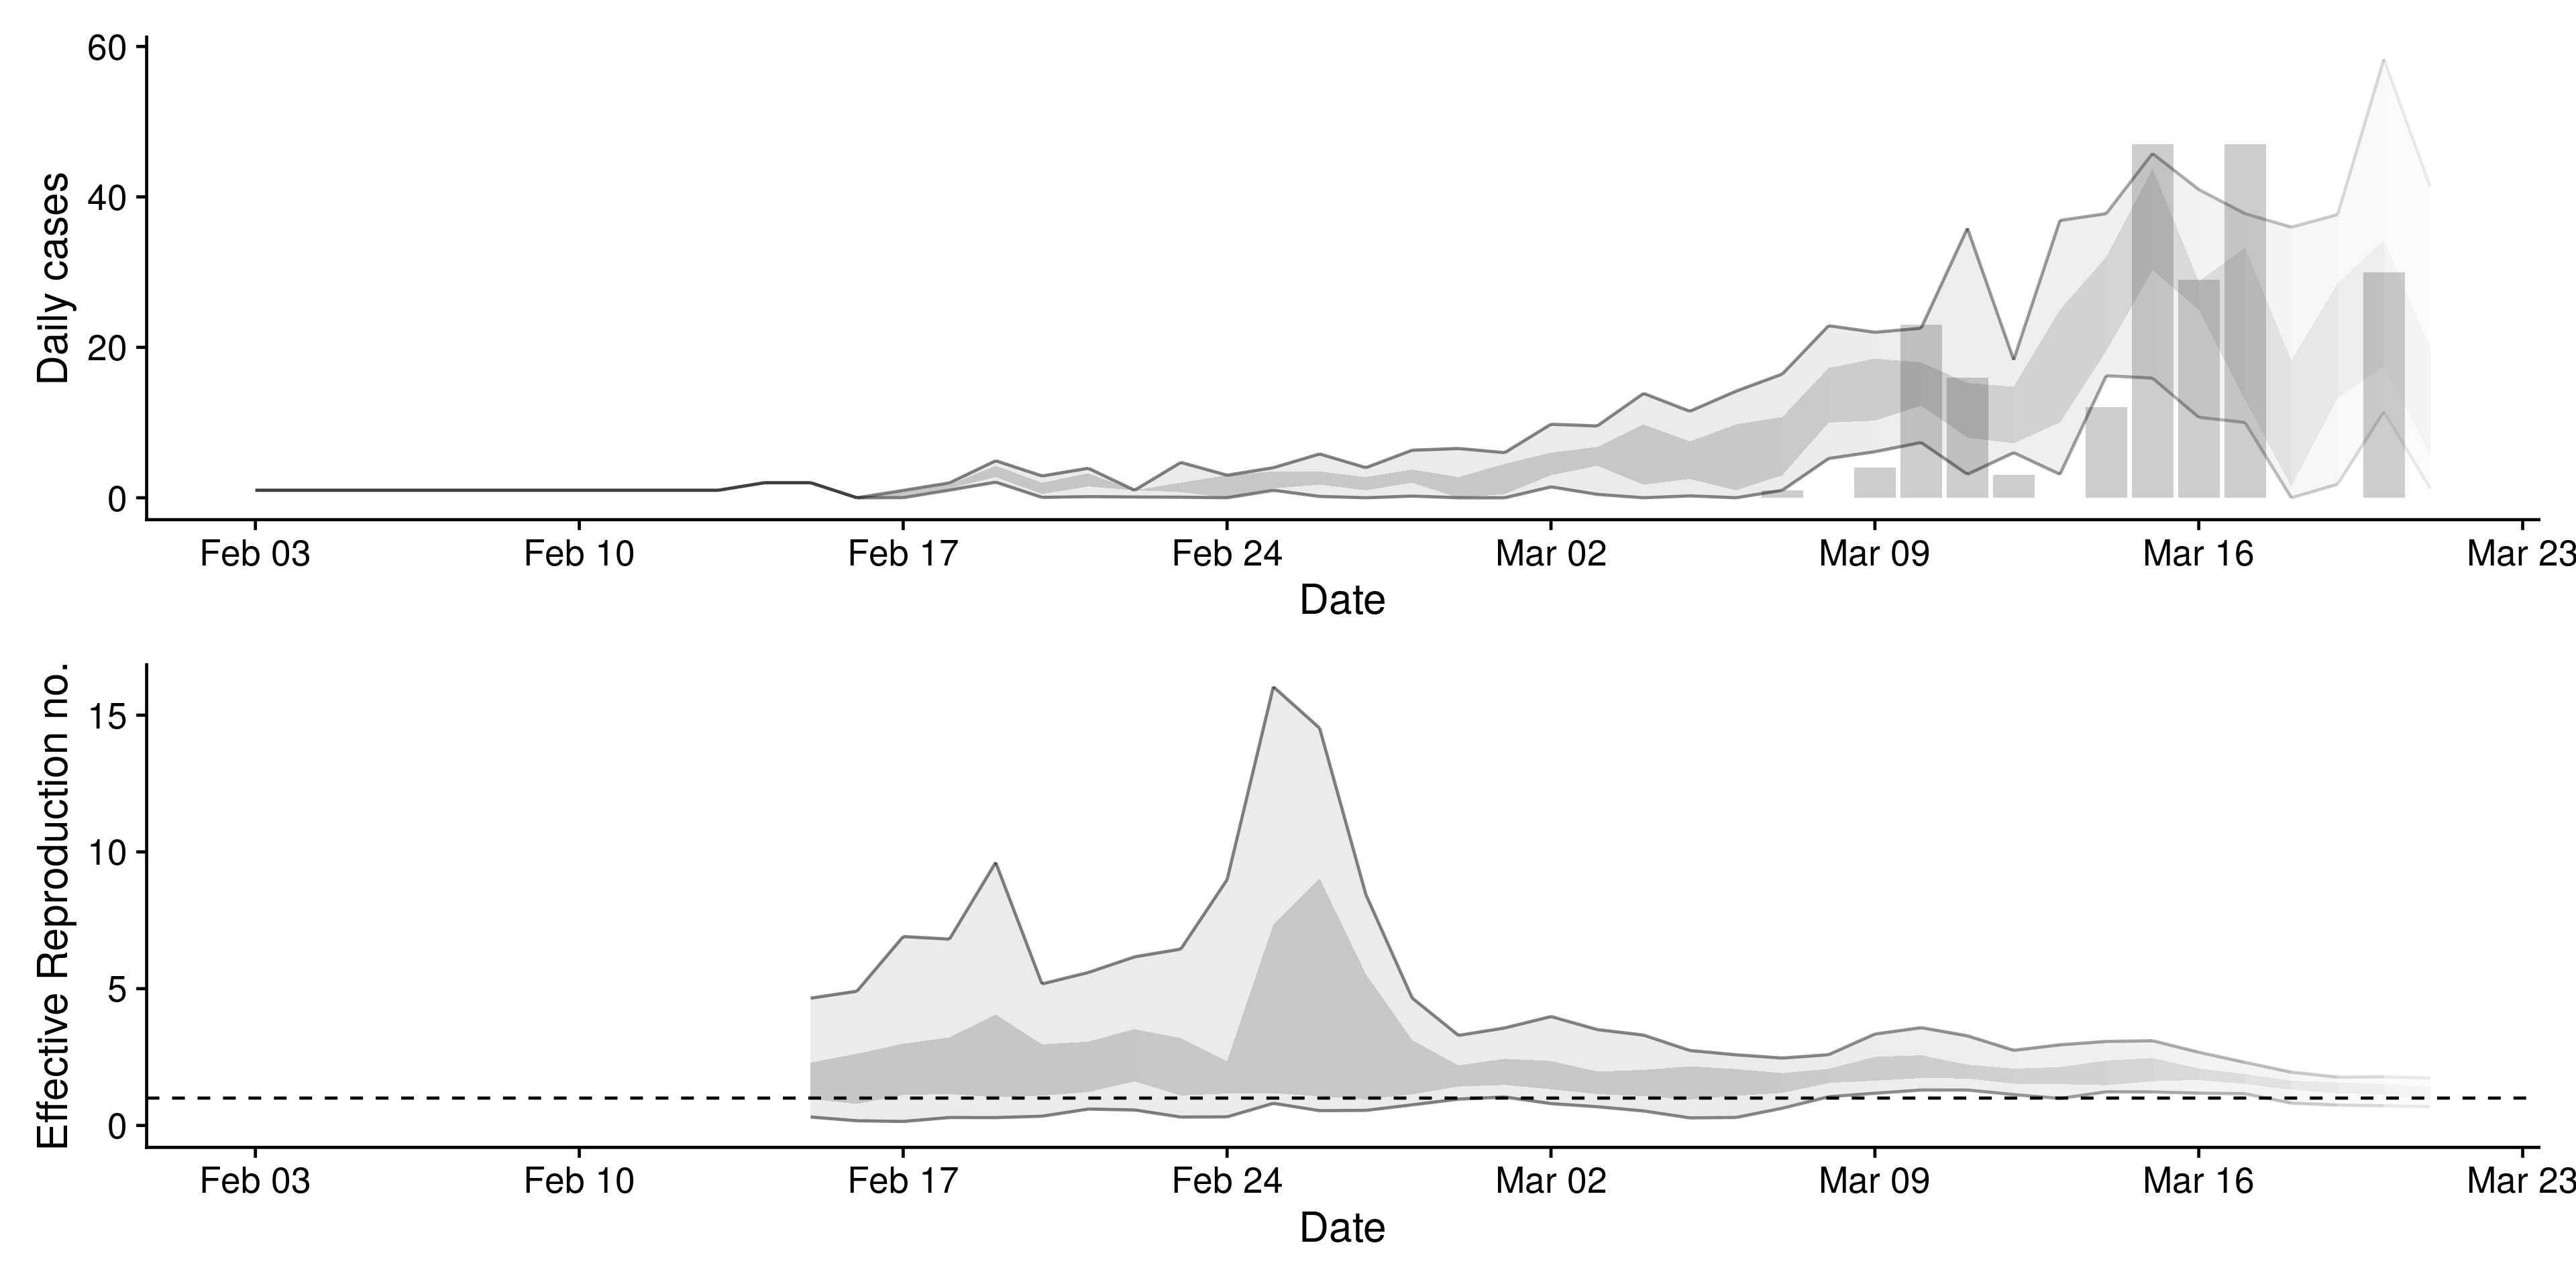 Daily cases
60
40
20
0
Feb 03 Feb 10 Feb 17 Feb 24 Mar 02 Mar 09 Mar 16 Mar 23
Date
Effective Reproduction no.
15
10
5
0
Feb 03 Feb 10 Feb 17 Feb 24 Mar 02 Mar 09 Mar 16 Mar 23
Date